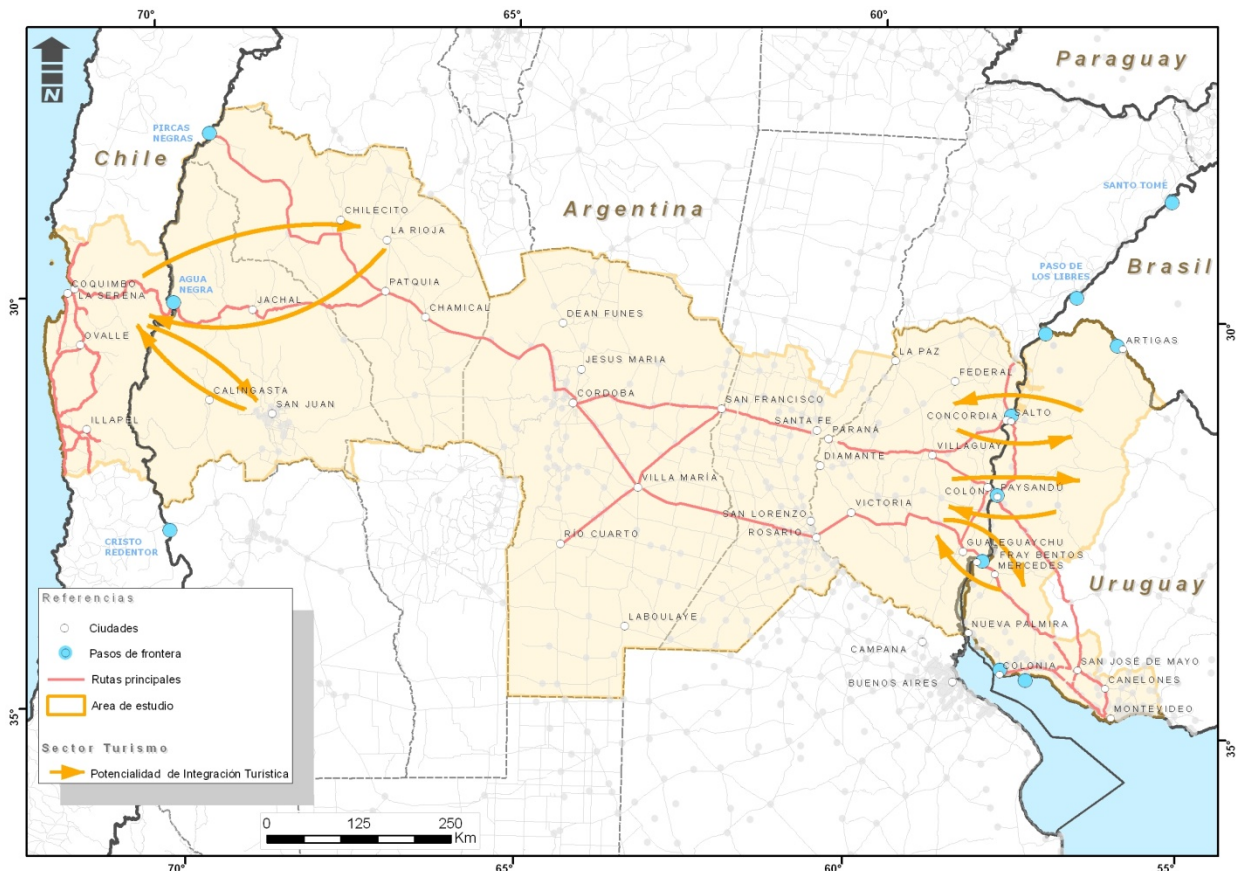 70°
65°
60°
Paraguay
PIRCAS
NEGRAS
Chile
SANTO TOMÉ
CHILECITO
Argentina
LA RIOJA
Brasil
PASO DE
LOS LIBRES
AGUA
NEGRA
COQUIMBO
LA SERENA
PATQUIA
30°
JACHAL
CHAMICAL
DEAN FUNES
30°
OVALLE
ARTIGAS
LA PAZ
JESUS MARIA
FEDERAL
CALINGASTA
SAN JUAN
CORDOBA
SAN FRANCISCO
CONCORDIA
SALTO
ILLAPEL
SANTA FE
PARANÁ
VILLAGUAY
DIAMANTE
VILLA MARÍA
COLÓN
PAYSANDU
VICTORIA
SAN LORENZO
ROSARIO
CRISTO
REDENTOR
RÍO CUARTO
GUALEGUAYCHU
FRAY BENTOS
MERCEDES
Uruguay
Referencias
Ciudades
Pasos de frontera
Rutas principales
Area de estudio
Sector Turismo
Potencialidad de Integración Turística
LABOULAYE
NUEVA PALMIRA
CAMPANA
COLONIA
SAN JOSÉ DE MAYO
BUENOS AIRES
CANELONES
MONTEVIDEO
35°
35°
0 125 250
Km
70°
65°
60°
55°
N